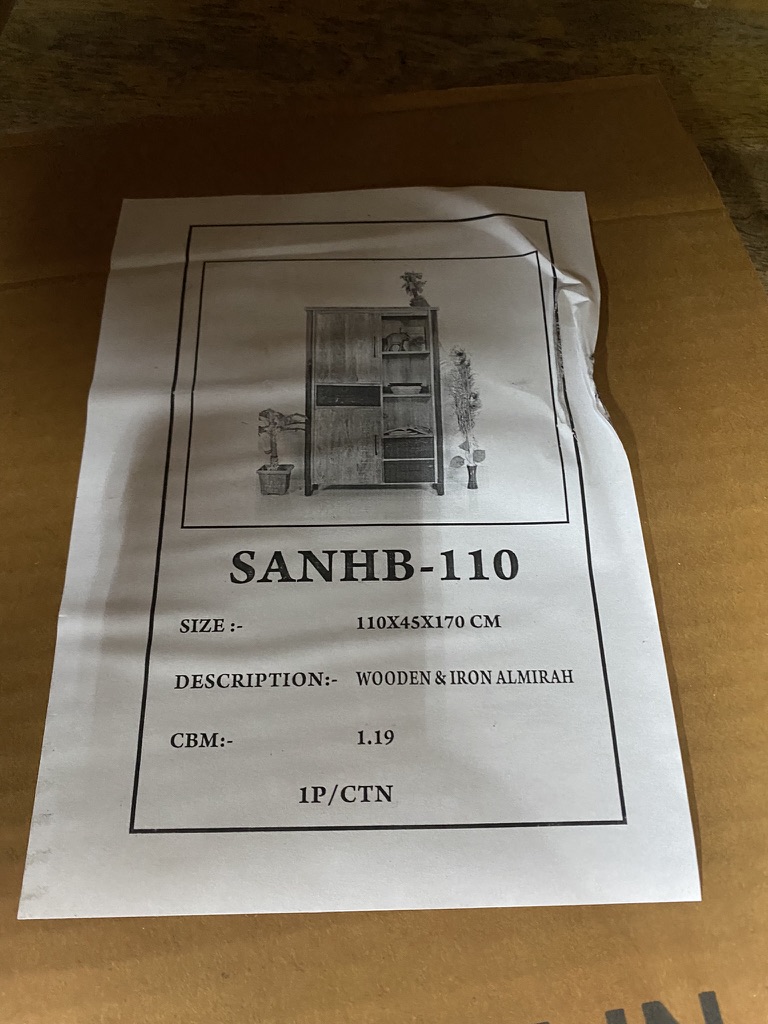 SANHB-110
SIZE :- 110X45X170 CM
DESCRIPTION:- WOODEN & IRON ALMIRAH
CBM:- 1.19
1P/CTN